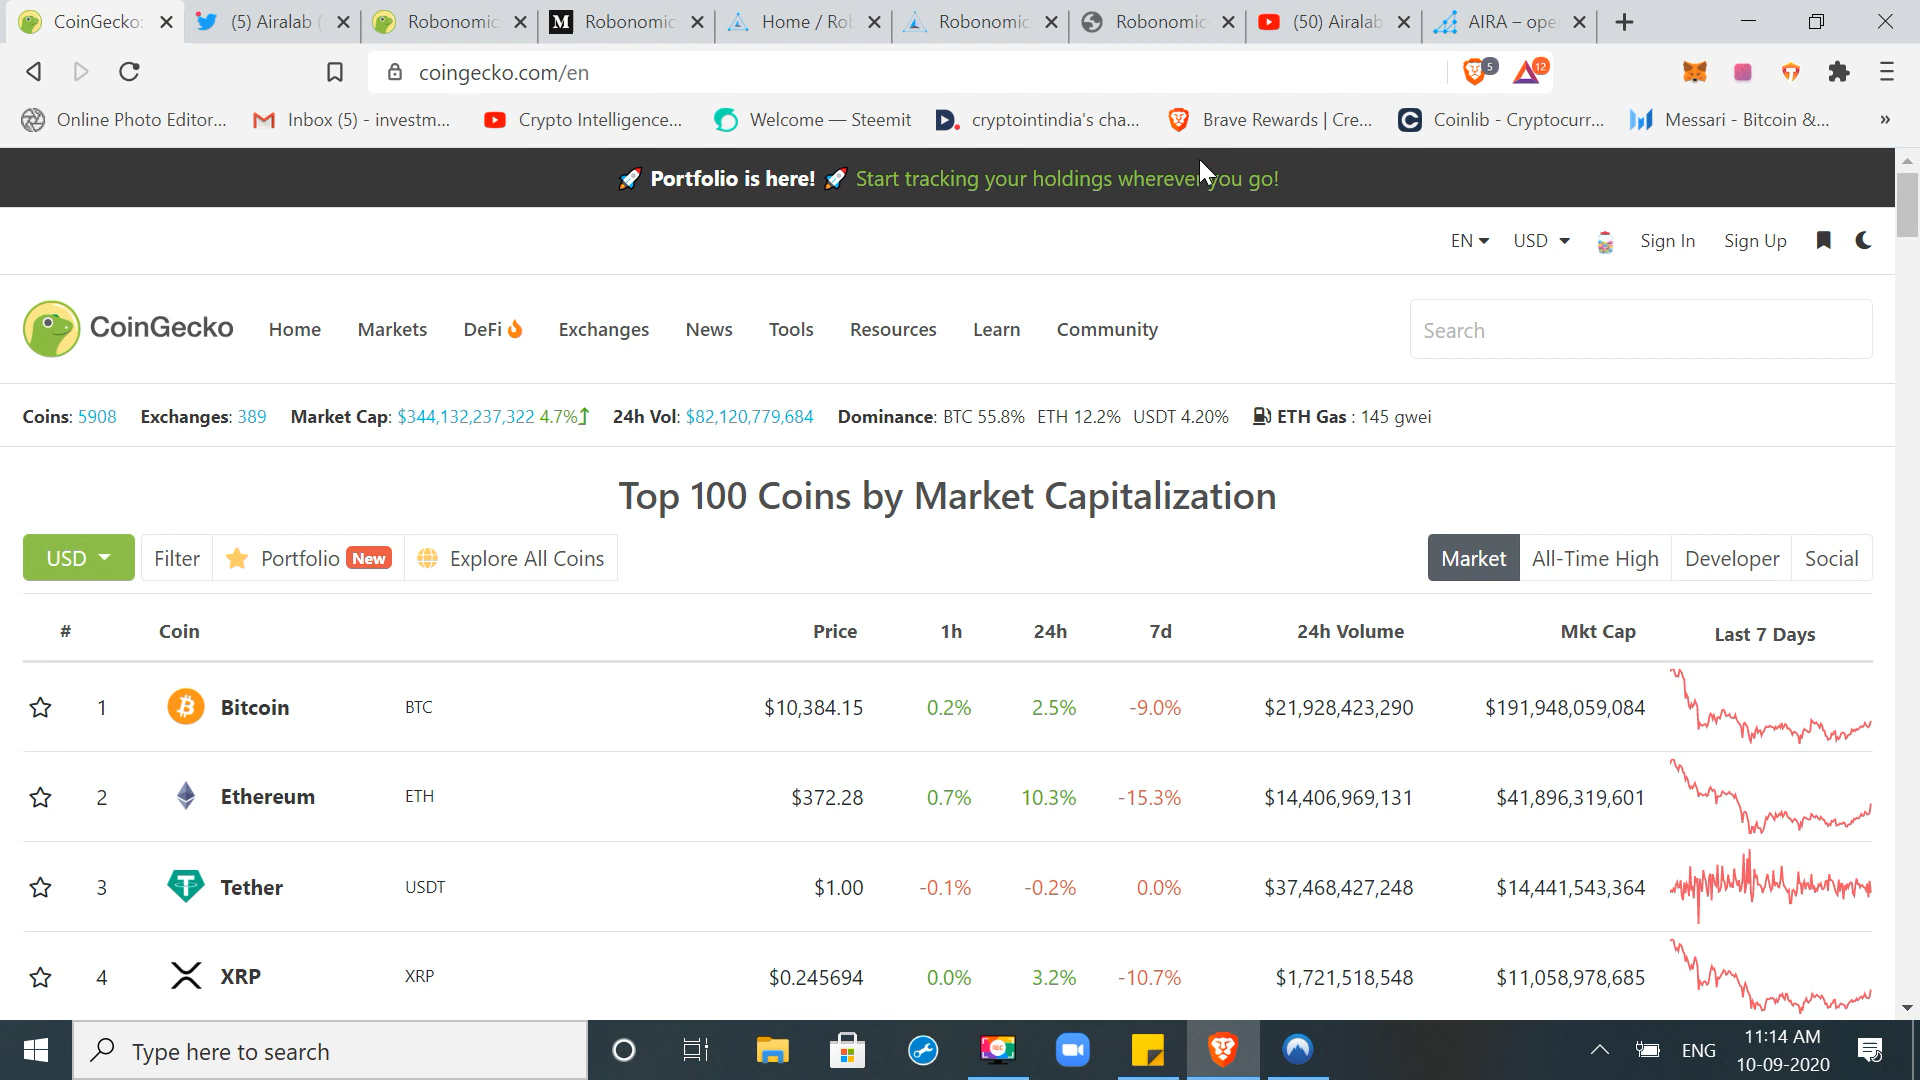 CoinGecko: (5) Airalab ( Robonomic Robonomic Home / Rob Robonomic Robonomic (50) Airalab AIRA – ope
coingecko.com/en 5 12
Online Photo Editor... Inbox (5) - investm... Crypto Intelligence... Welcome — Steemit cryptointindia's cha... Brave Rewards | Cre... Coinlib - Cryptocurr... Messari - Bitcoin &... »
Portfolio is here! Start tracking your holdings wherever you go!
EN USD Sign In Sign Up
CoinGecko Home Markets DeFi Exchanges News Tools Resources Learn Community Search
Coins: 5908 Exchanges: 389 Market Cap: $344,132,237,322 4.7% 24h Vol: $82,120,779,684 Dominance: BTC 55.8% ETH 12.2% USDT 4.20% ETH Gas : 145 gwei
Top 100 Coins by Market Capitalization
USD Filter Portfolio New Explore All Coins Market All-Time High Developer Social
# Coin Price 1h 24h 7d 24h Volume Mkt Cap Last 7 Days
1 Bitcoin BTC $10,384.15 0.2% 2.5% -9.0% $21,928,423,290 $191,948,059,084
2 Ethereum ETH $372.28 0.7% 10.3% -15.3% $14,406,969,131 $41,896,319,601
3 Tether USDT $1.00 -0.1% -0.2% 0.0% $37,468,427,248 $14,441,543,364
4 XRP XRP $0.245694 0.0% 3.2% -10.7% $1,721,518,548 $11,058,978,685
Type here to search REC ENG 11:14 AM
10-09-2020